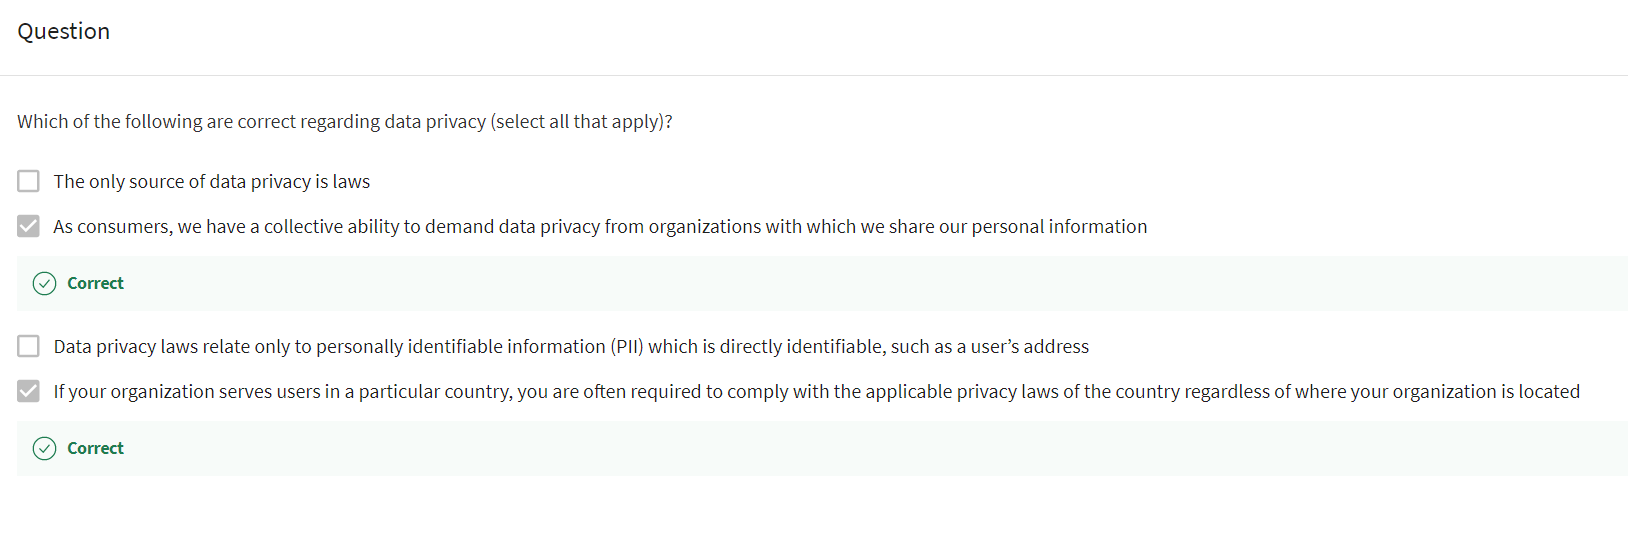 Question
Which of the following are correct regarding data privacy (select all that apply)?
The only source of data privacy is laws
As consumers, we have a collective ability to demand data privacy from organizations with which we share our personal information
Correct
Data privacy laws relate only to personally identifiable information (PII) which is directly identifiable, such as a user’s address
If your organization serves users in a particular country, you are often required to comply with the applicable privacy laws of the country regardless of where your organization is located
Correct